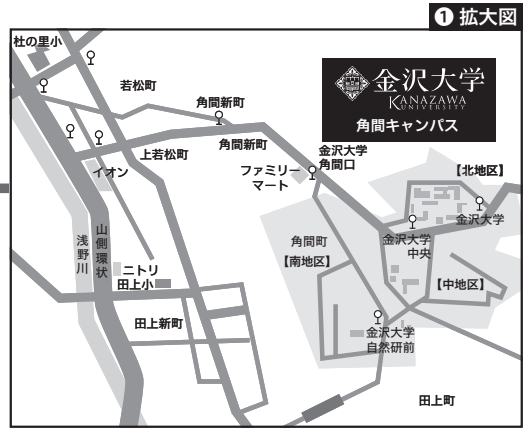 ❶ 拡大図
杜の里小
若松町
金沢大学
KANAZAWA
UNIVERSITY
角間キャンパス
角間新町
角間新町
上若松町
金沢大学
角間口
ファミリー
マート
イオン
【北地区】
金沢大学
金沢大学
中央
角間町
【南地区】
浅野川
山側環状
ニトリ
田上小
【中地区】
田上新町
金沢大学
自然研前
田上町